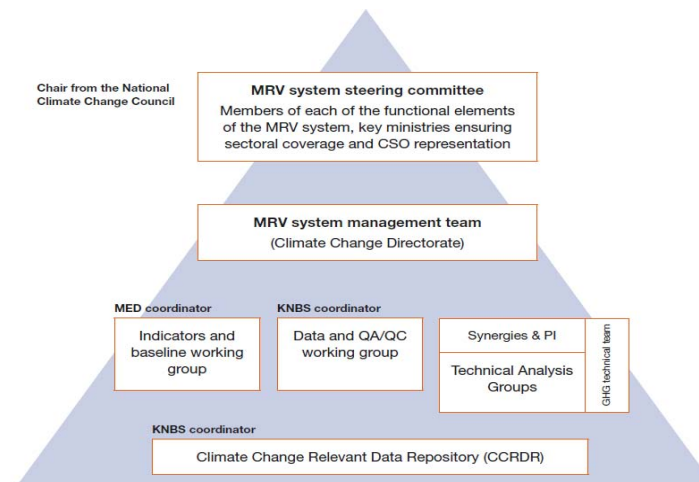 Chair from the National
Climate Change Council
MRV system steering committee
Members of each of the functional elements
of the MRV system, key ministries ensuring
sectoral coverage and CSO representation
MRV system management team
(Climate Change Directorate)
MED coordinator
Indicators and
baseline working
group
KNBS coordinator
Data and QA/QC
working group
Synergies & PI
Technical Analysis
Groups
GHG technical team
KNBS coordinator
Climate Change Relevant Data Repository (CCRDR)